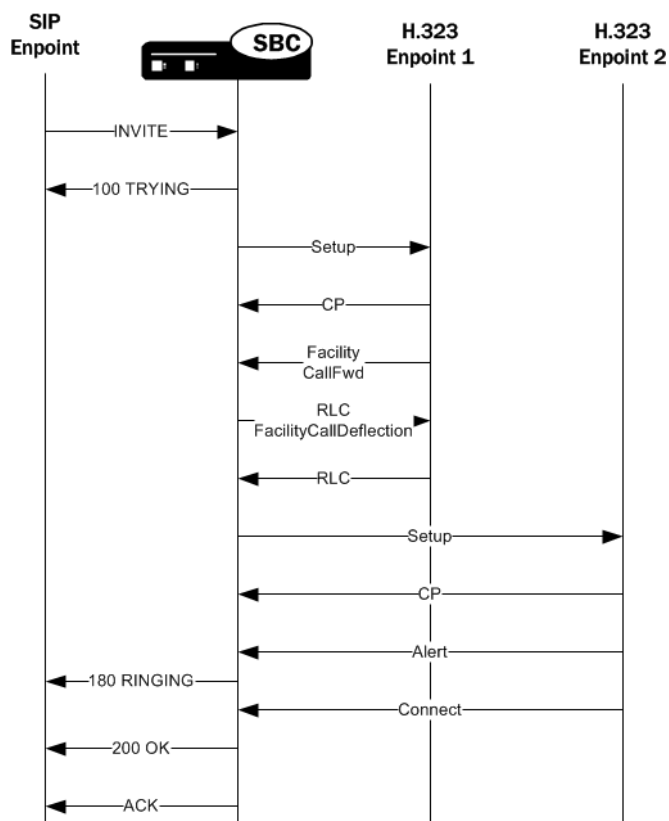 SIP
Enpoint
SBC
H.323
Enpoint 1
H.323
Enpoint 2
INVITE
100 TRYING
Setup
CP
Facility
CallFwd
RLC
FacilityCallDeflection
RLC
Setup
CP
Alert
180 RINGING
Connect
200 OK
ACK